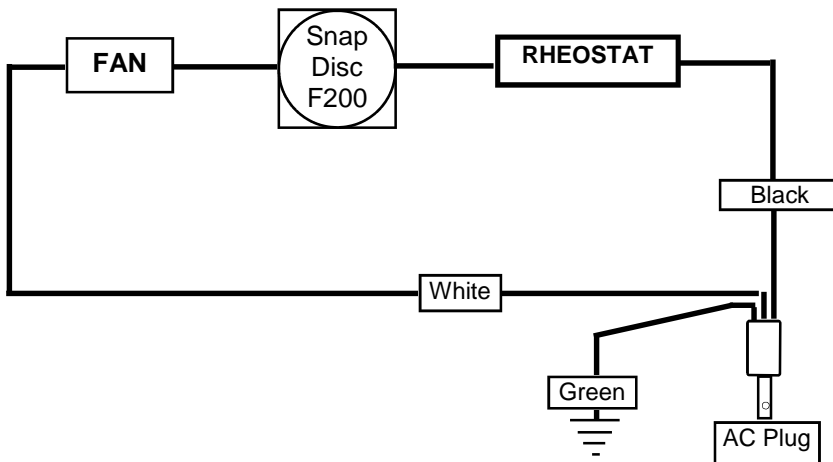 FAN
Snap
Disc
F200
RHEOSTAT
Black
White
Green
AC Plug